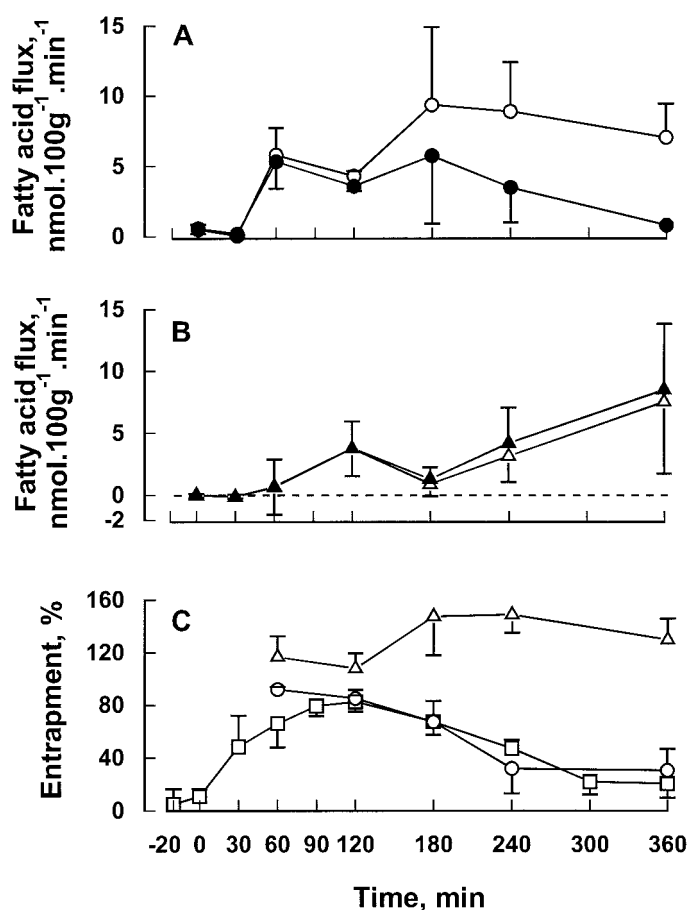 A
Fatty acid flux,
nmol.100g-1.min-1
15
10
5
0
B
Fatty acid flux,
nmol.100g-1.min-1
15
10
5
0
-2
C
Entrapment, %
160
120
80
40
0
-20 0 30 60 90 120 180 240 300 360
Time, min